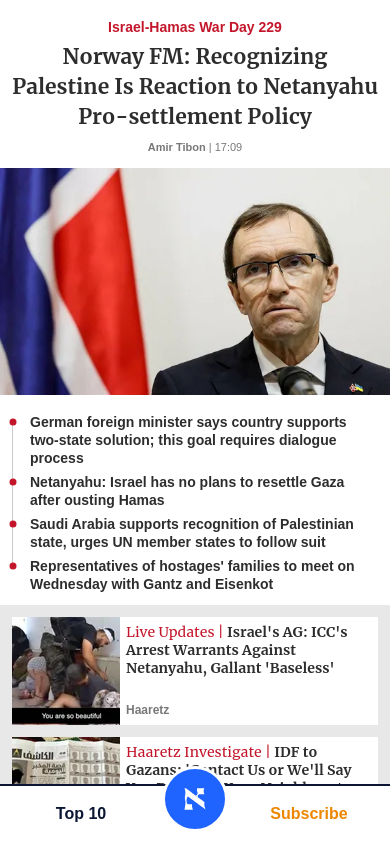 Israel-Hamas War Day 229
Norway FM: Recognizing
Palestine Is Reaction to Netanyahu
Pro-settlement Policy
Amir Tibon | 17:09
German foreign minister says country supports
two-state solution; this goal requires dialogue
process
Netanyahu: Israel has no plans to resettle Gaza
after ousting Hamas
Saudi Arabia supports recognition of Palestinian
state, urges UN member states to follow suit
Representatives of hostages' families to meet on
Wednesday with Gantz and Eisenkot
Live Updates | Israel's AG: ICC's
Arrest Warrants Against
Netanyahu, Gallant 'Baseless'
You are so beautiful
Haaretz
Haaretz Investigate | IDF to
Gazans: 'Contact Us or We'll Say
Top 10
Subscribe